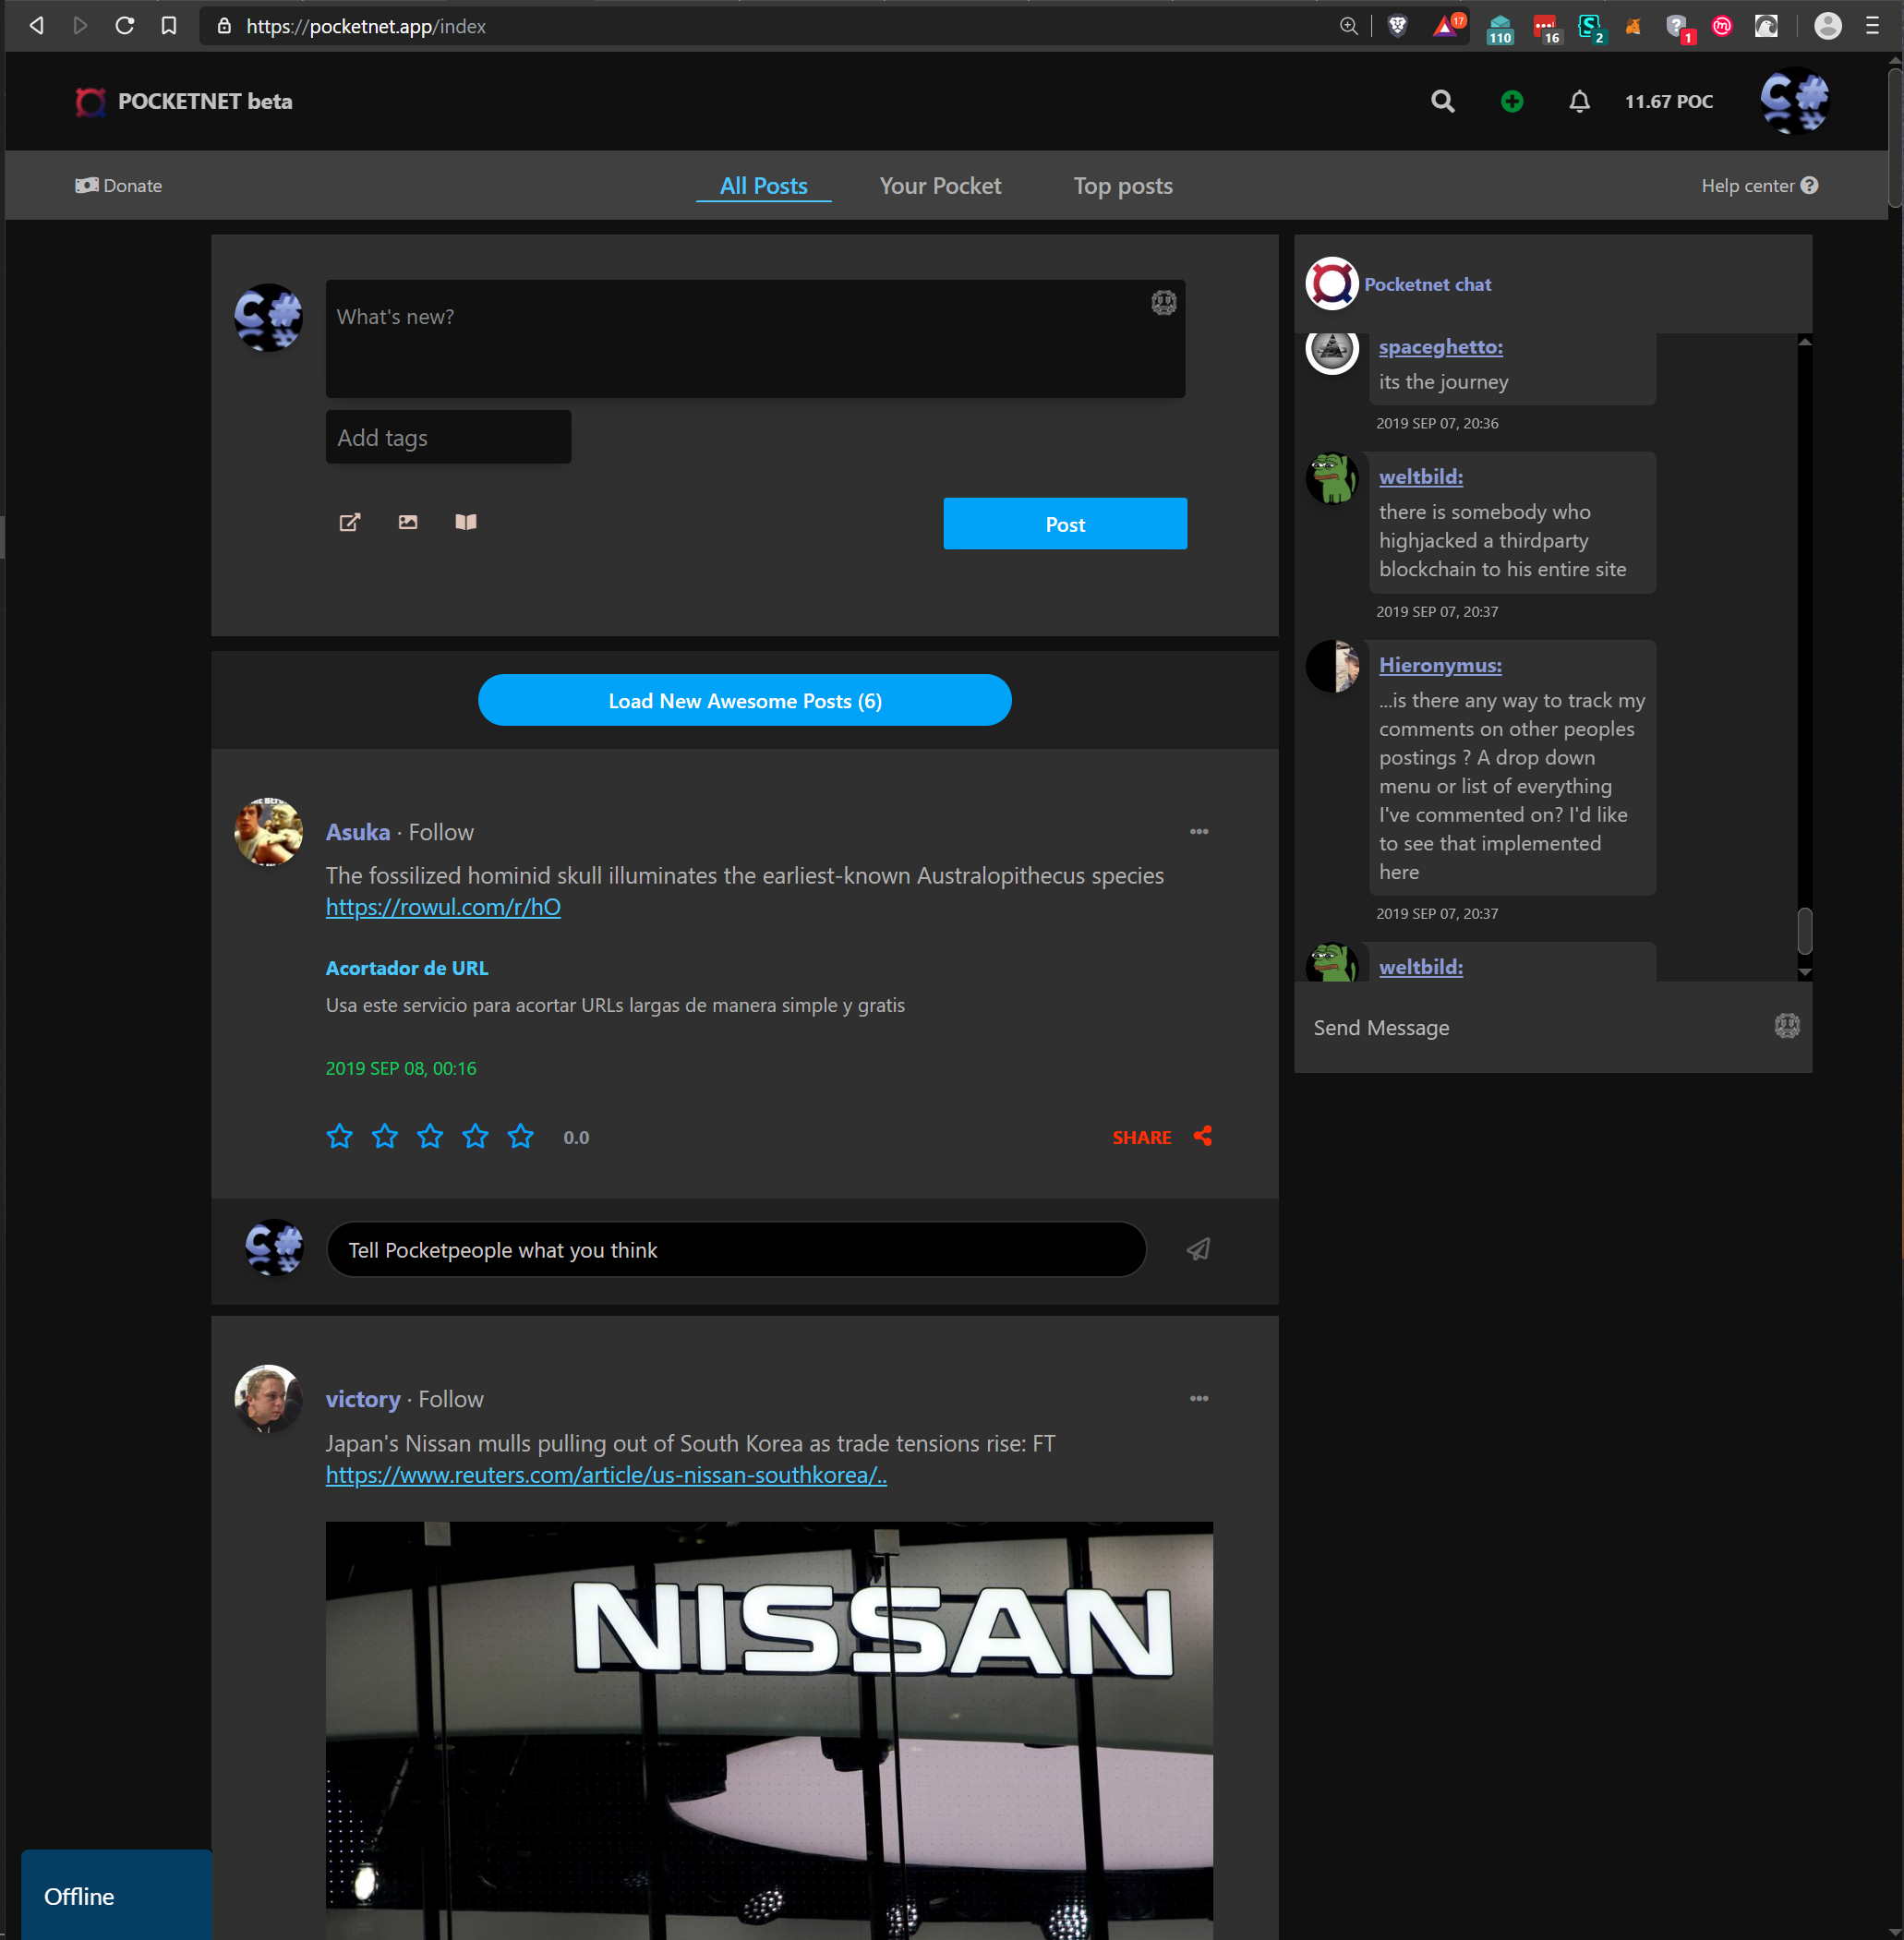 https://pocketnet.app/index
17
110
16
2
1
POCKETNET beta
11.67 POC
C#
Donate
All Posts
Your Pocket
Top posts
Help center
C#
What's new?
Add tags
Post
Load New Awesome Posts (6)
Asuka · Follow
The fossilized hominid skull illuminates the earliest-known Australopithecus species
https://rowul.com/r/hO
Acortador de URL
Usa este servicio para acortar URLs largas de manera simple y gratis
2019 SEP 08, 00:16
0.0
SHARE
C#
Tell Pocketpeople what you think
victory · Follow
Japan's Nissan mulls pulling out of South Korea as trade tensions rise: FT
https://www.reuters.com/article/us-nissan-southkorea/..
NISSAN
Offline
Pocketnet chat
spaceghetto:
its the journey
2019 SEP 07, 20:36
weltbild:
there is somebody who
highjacked a thirdparty
blockchain to his entire site
2019 SEP 07, 20:37
Hieronymus:
...is there any way to track my
comments on other peoples
postings ? A drop down
menu or list of everything
I've commented on? I'd like
to see that implemented
here
2019 SEP 07, 20:37
weltbild:
Send Message